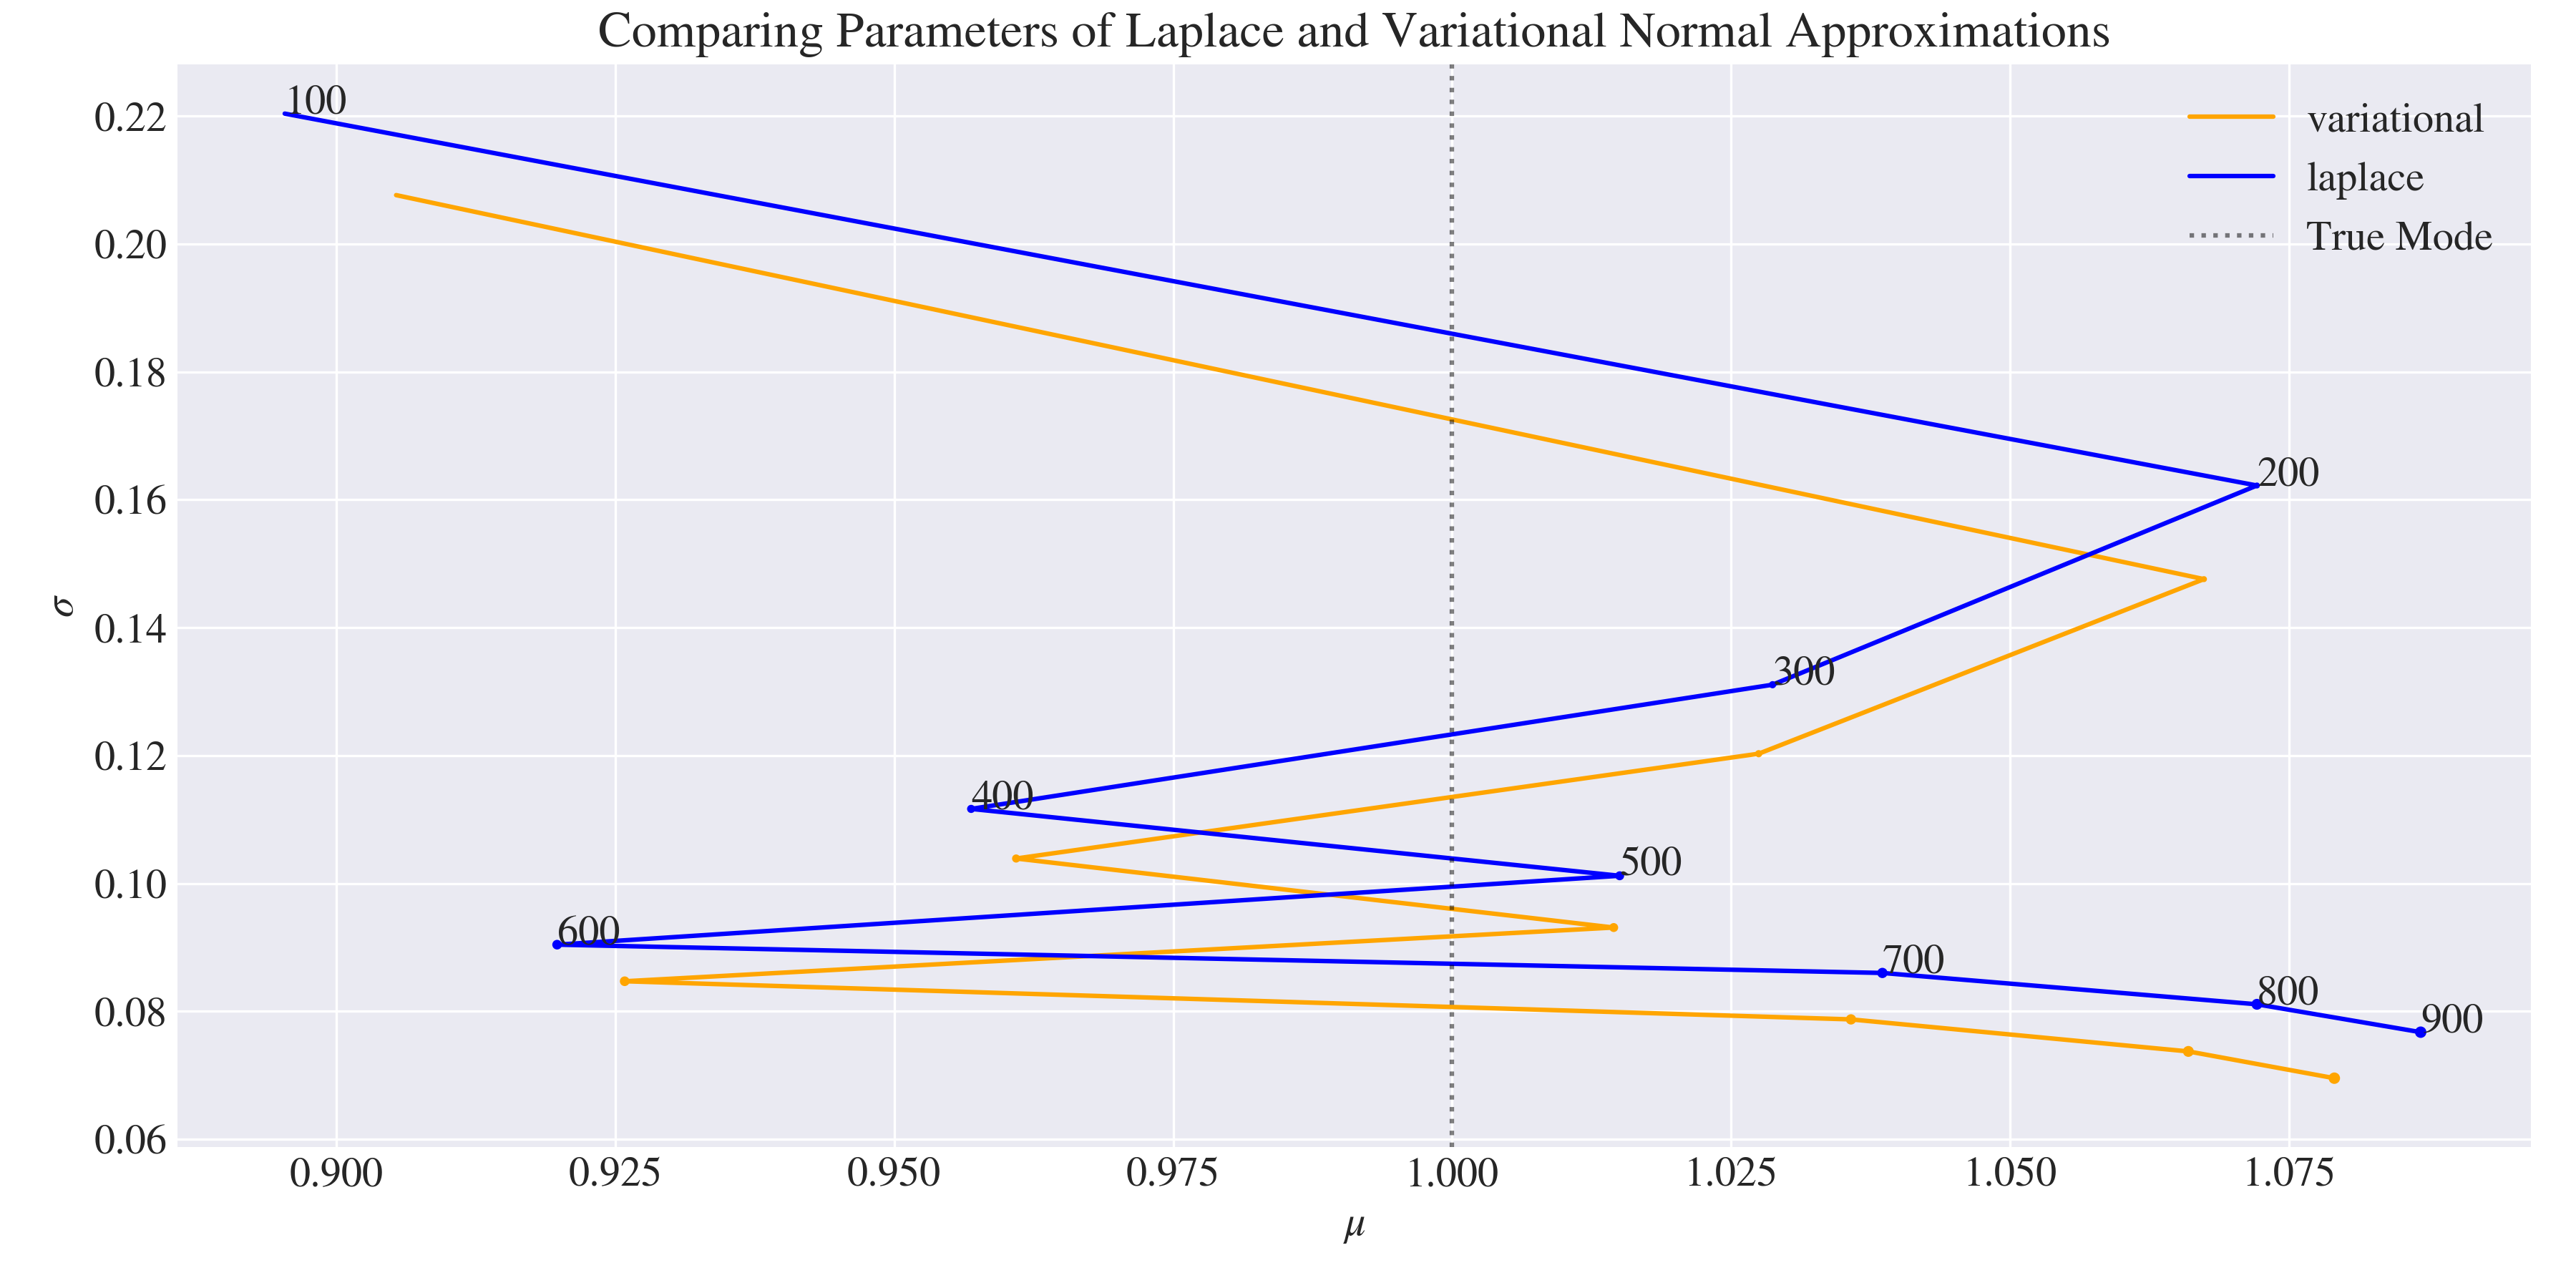 Comparing Parameters of Laplace and Variational Normal Approximations
variational
laplace
True Mode
0.22
0.20
0.18
0.16
0.14
0.12
0.10
0.08
0.06
σ
100
200
300
400
500
600
700
800
900
0.900 0.925 0.950 0.975 1.000 1.025 1.050 1.075
μ